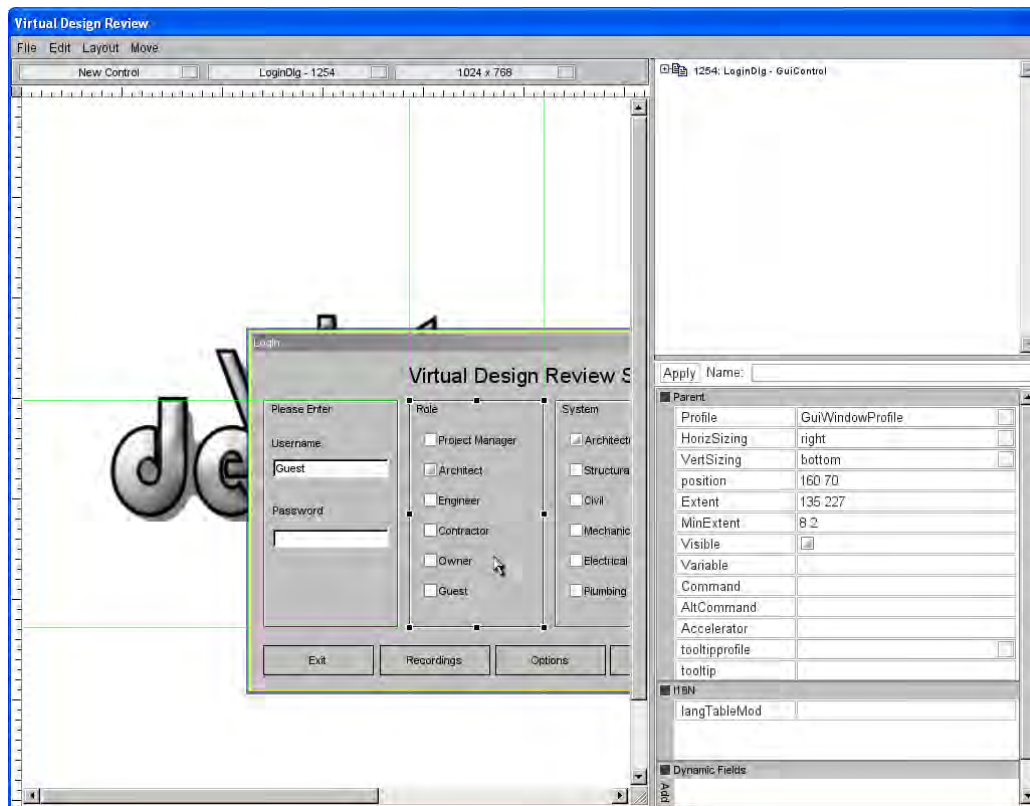 Virtual Design Review
File Edit Layout Move
New Control LoginDlg - 1254 1024 x 768
1254: LoginDlg - GuiControl
Login
Virtual Design Review S
Please Enter
Username
Guest
Password
Role
Project Manager
Architect
Engineer
Contractor
Owner
Guest
System
Architectu
Structura
Civil
Mechanic
Electrical
Plumbing
Exit Recordings Options
Apply Name:
Parent
Profile GuiWindowProfile
HorizSizing right
VertSizing bottom
position 160 70
Extent 135 227
MinExtent 8 2
Visible
Variable
Command
AltCommand
Accelerator
tooltipprofile
tooltip
I18N
langTableMod
Dynamic Fields
Add